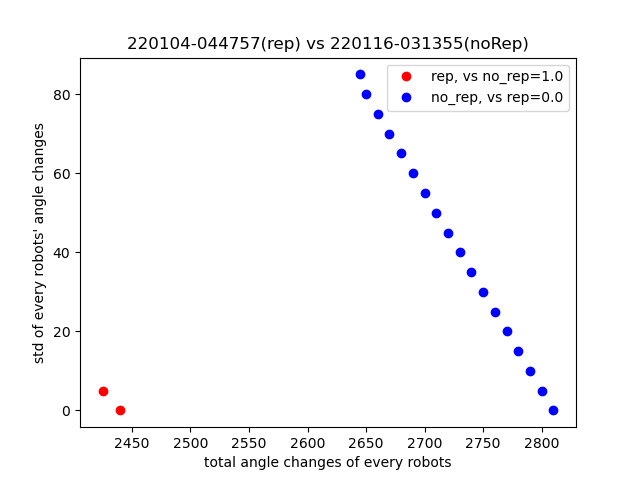 220104-044757(rep) vs 220116-031355(noRep)
rep, vs no_rep=1.0
no_rep, vs rep=0.0
std of every robots' angle changes
80
60
40
20
0
2450 2500 2550 2600 2650 2700 2750 2800
total angle changes of every robots